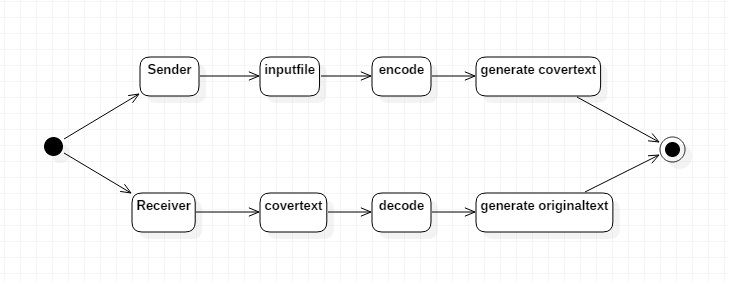 Sender
inputfile
encode
generate covertext
Receiver
covertext
decode
generate originaltext